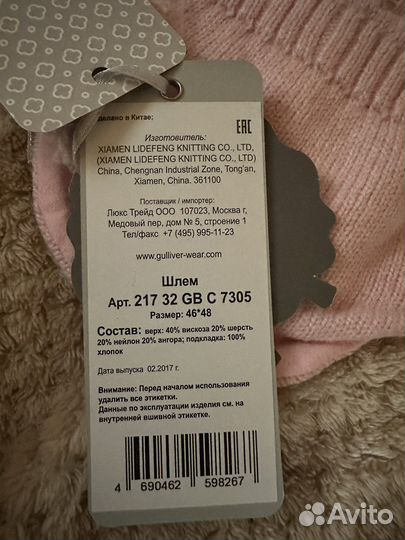 делано в Китае;
EAC
Изготовитель:
XIAMEN LIDEFENG KNITTING CO., LTD,
(XIAMEN LIDEFENG KNITTING CO., LTD)
China, Chengnan Industrial Zone, Tong'an,
Xiamen, China. 361100
Поставщик / импортер:
Люкс Трейд ООО 107023, Москва г,
Медовый пер, дом № 5, строение 1
Тел/факс +7 (495) 995-11-23
www.gulliver-wear.com
Шлем
Арт. 217 32 GB C 7305
Размер: 46*48
Состав: верх: 40% вискоза 20% шерсть
20% нейлон 20% ангора; подкладка: 100%
хлопок
Дата выпуска 02.2017 г.
Внимание: Перед началом использования
удалить все этикетки.
Данные по эксплуатации изделия см. на
внутренней вшивной этикетке.
4 690462 598267
Avito